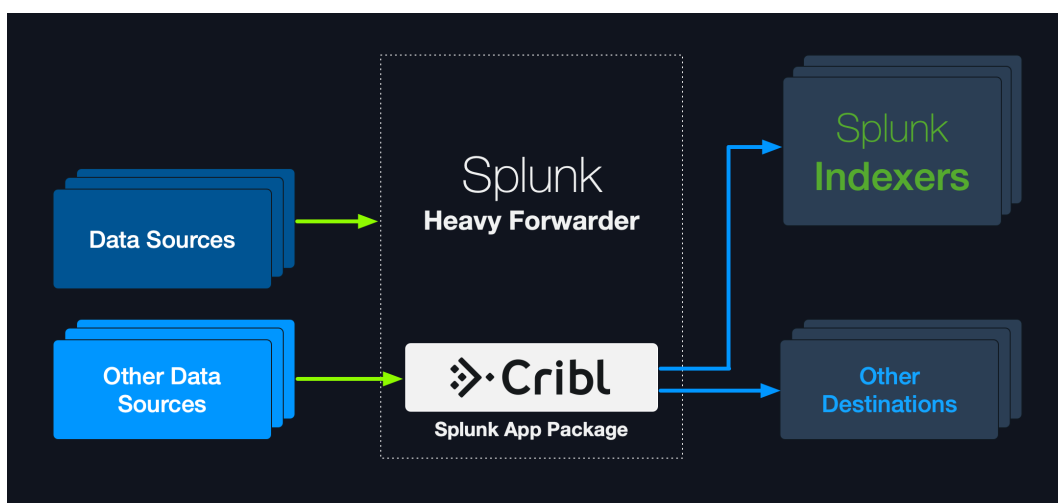 Data Sources
Other Data
Sources
Splunk
Heavy Forwarder
Cribl
Splunk App Package
Splunk
Indexers
Other
Destinations